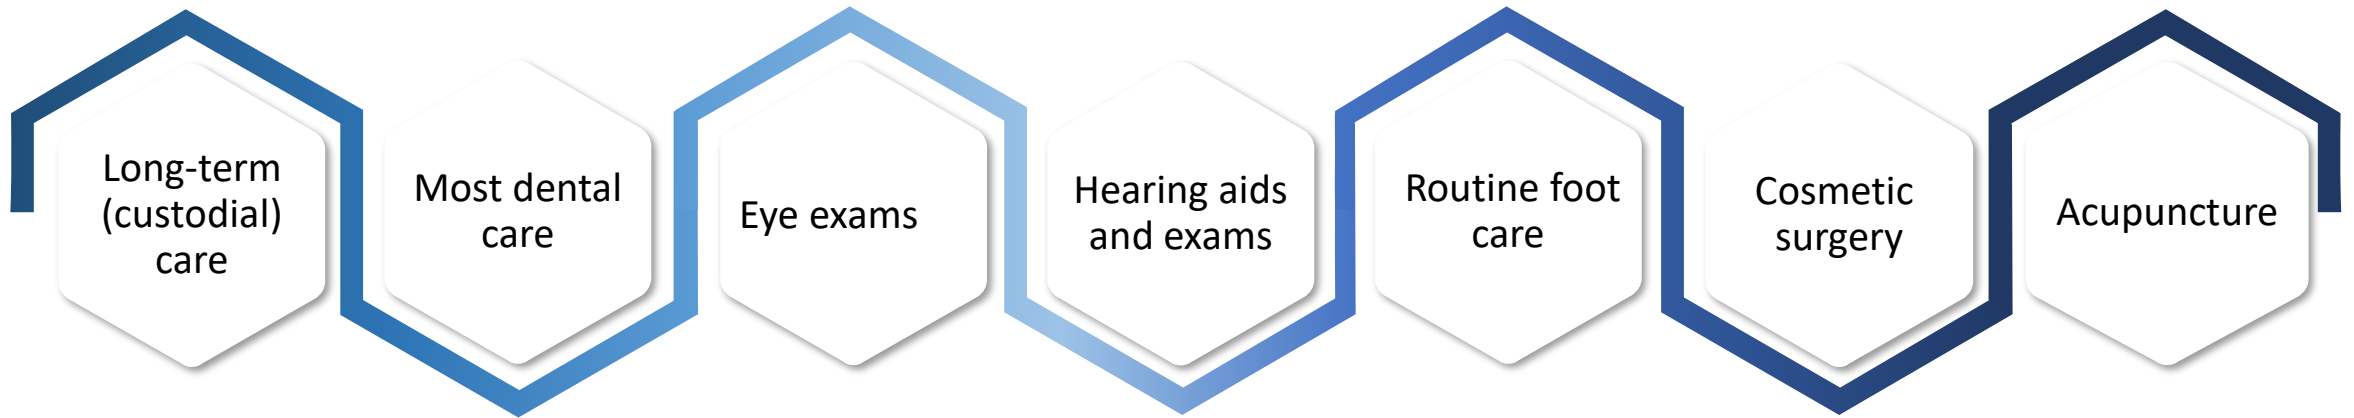 Long-term
(custodial)
care
Most dental
care
Eye exams
Hearing aids
and exams
Routine foot
care
Cosmetic
surgery
Acupuncture